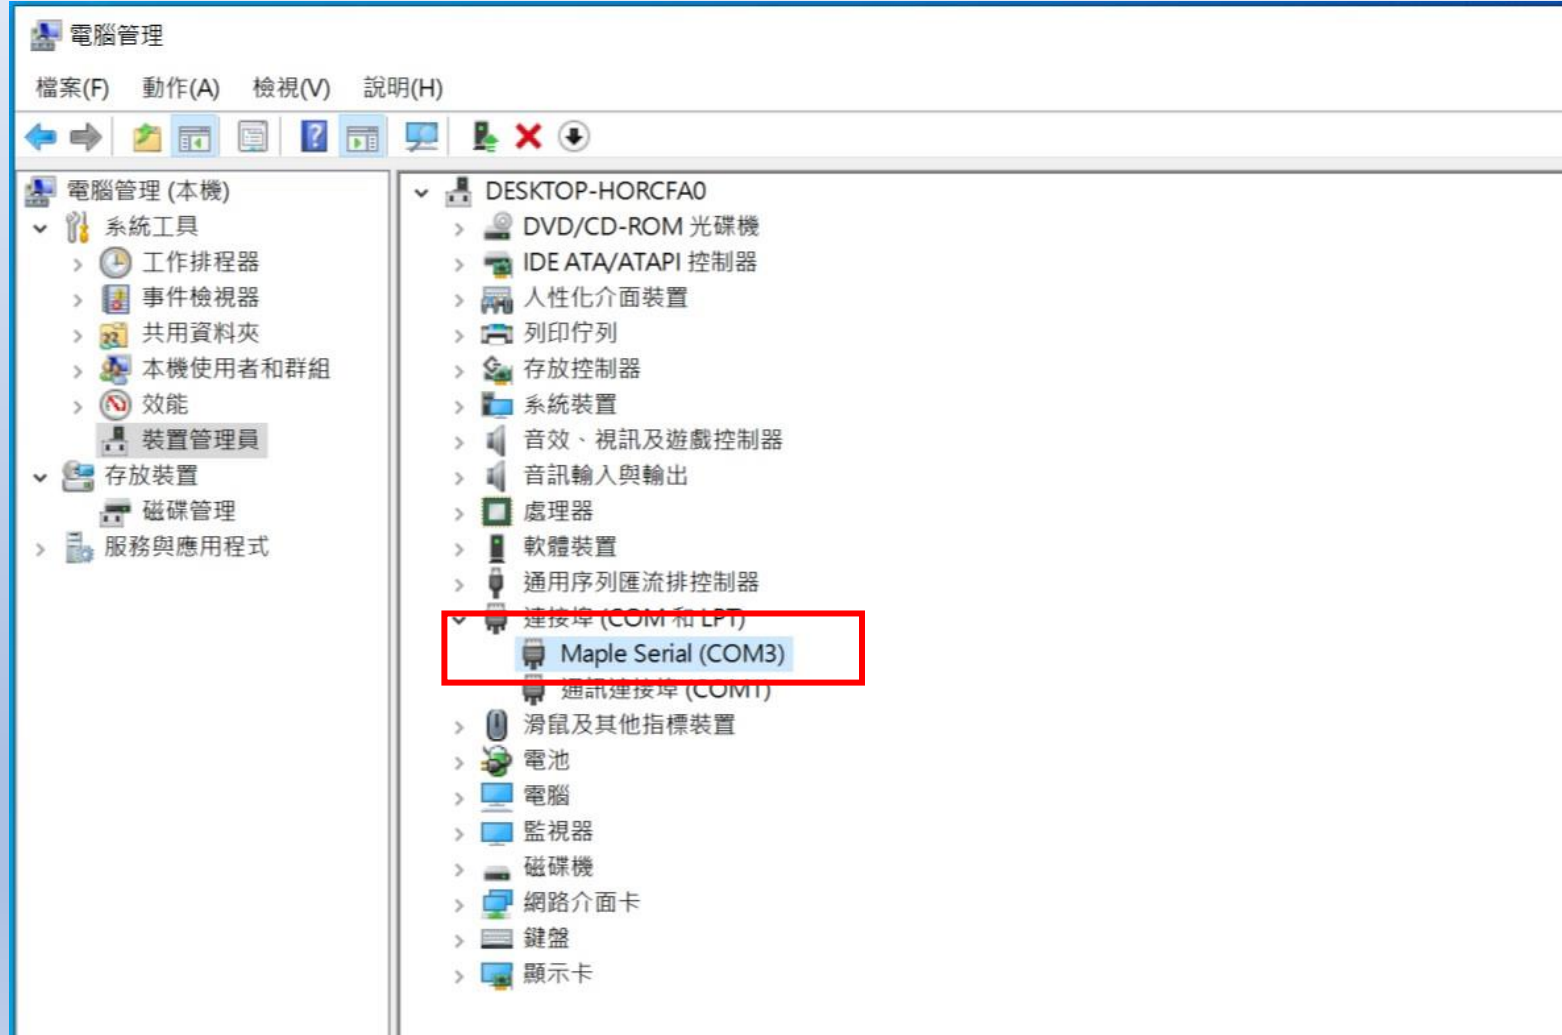 電腦管理
檔案(F) 動作(A) 檢視(V) 說明(H)
電腦管理 (本機)
系統工具
工作排程器
事件檢視器
共用資料夾
本機使用者和群組
效能
裝置管理員
存放裝置
磁碟管理
服務與應用程式
DESKTOP-HORCFA0
DVD/CD-ROM 光碟機
IDE ATA/ATAPI 控制器
人性化介面裝置
列印佇列
存放控制器
系統裝置
音效、視訊及遊戲控制器
音訊輸入與輸出
處理器
軟體裝置
通用序列匯流排控制器
連接埠 (COM 和 LPT)
Maple Serial (COM3)
通訊連接埠 (COM1)
滑鼠及其他指標裝置
電池
電腦
監視器
磁碟機
網路介面卡
鍵盤
顯示卡